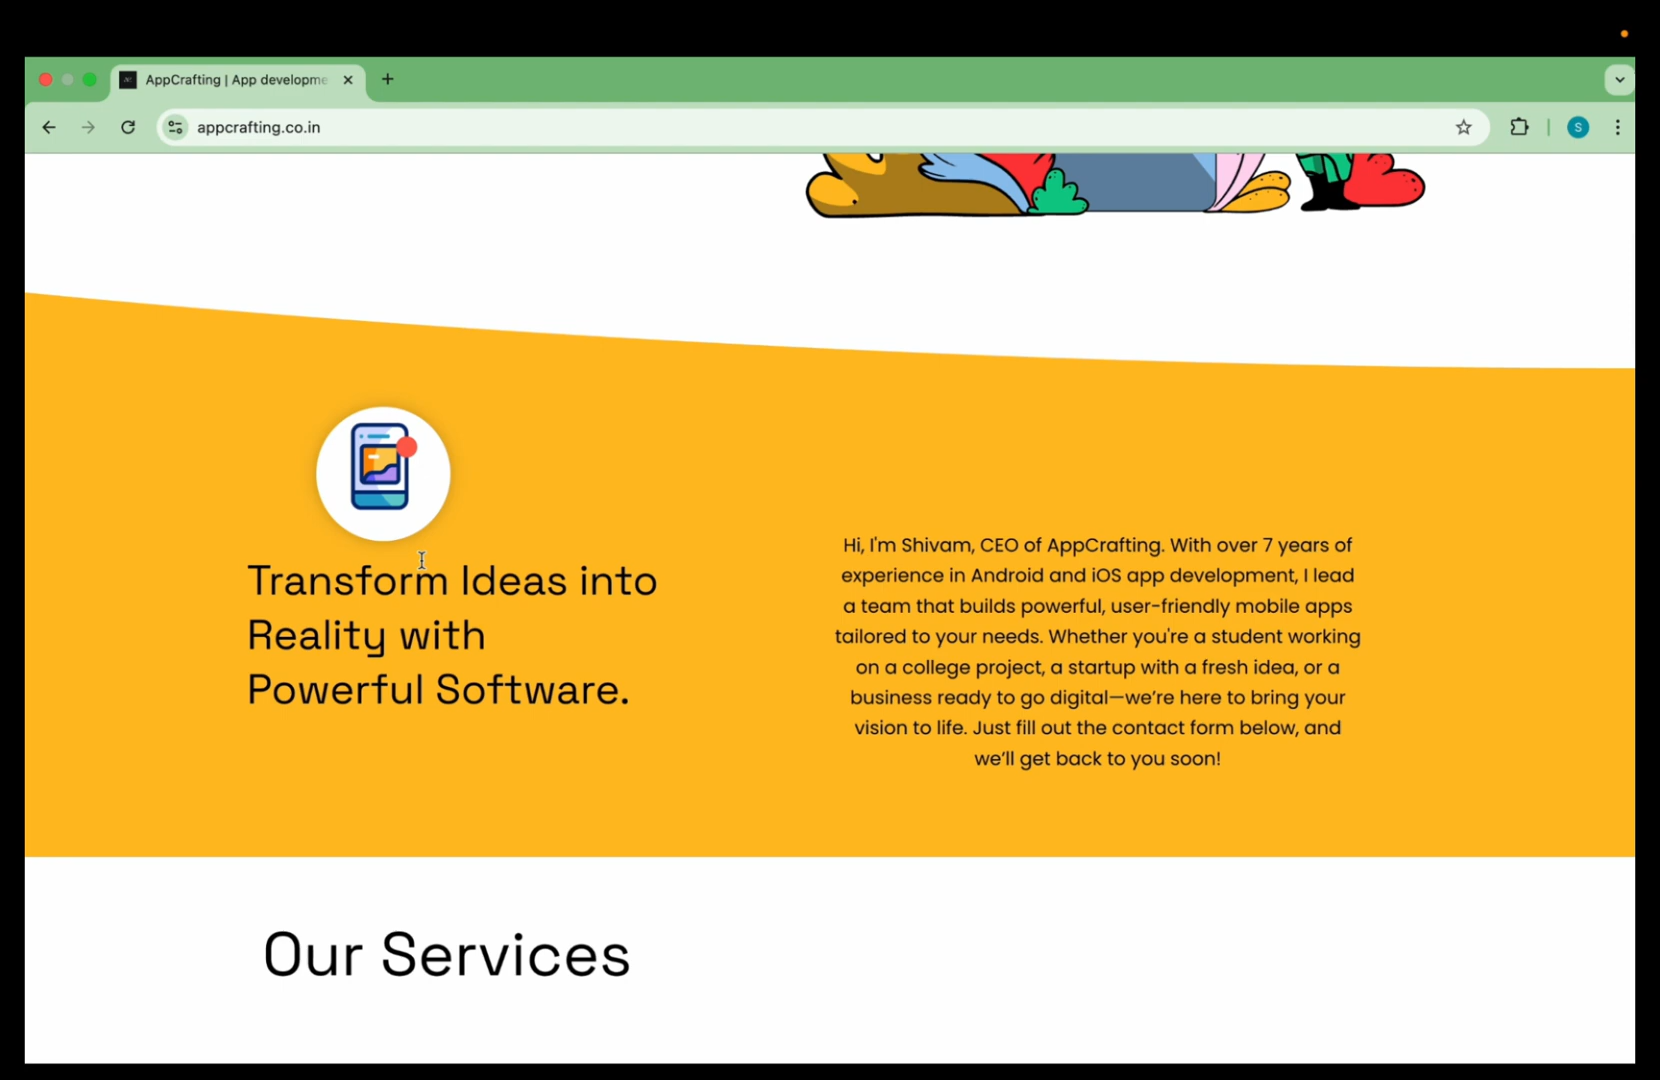 AppCrafting | App developme
appcrafting.co.in
S
Transform Ideas into
Reality with
Powerful Software.
Hi, I'm Shivam, CEO of AppCrafting. With over 7 years of
experience in Android and iOS app development, I lead
a team that builds powerful, user-friendly mobile apps
tailored to your needs. Whether you're a student working
on a college project, a startup with a fresh idea, or a
business ready to go digital—we’re here to bring your
vision to life. Just fill out the contact form below, and
we’ll get back to you soon!
Our Services